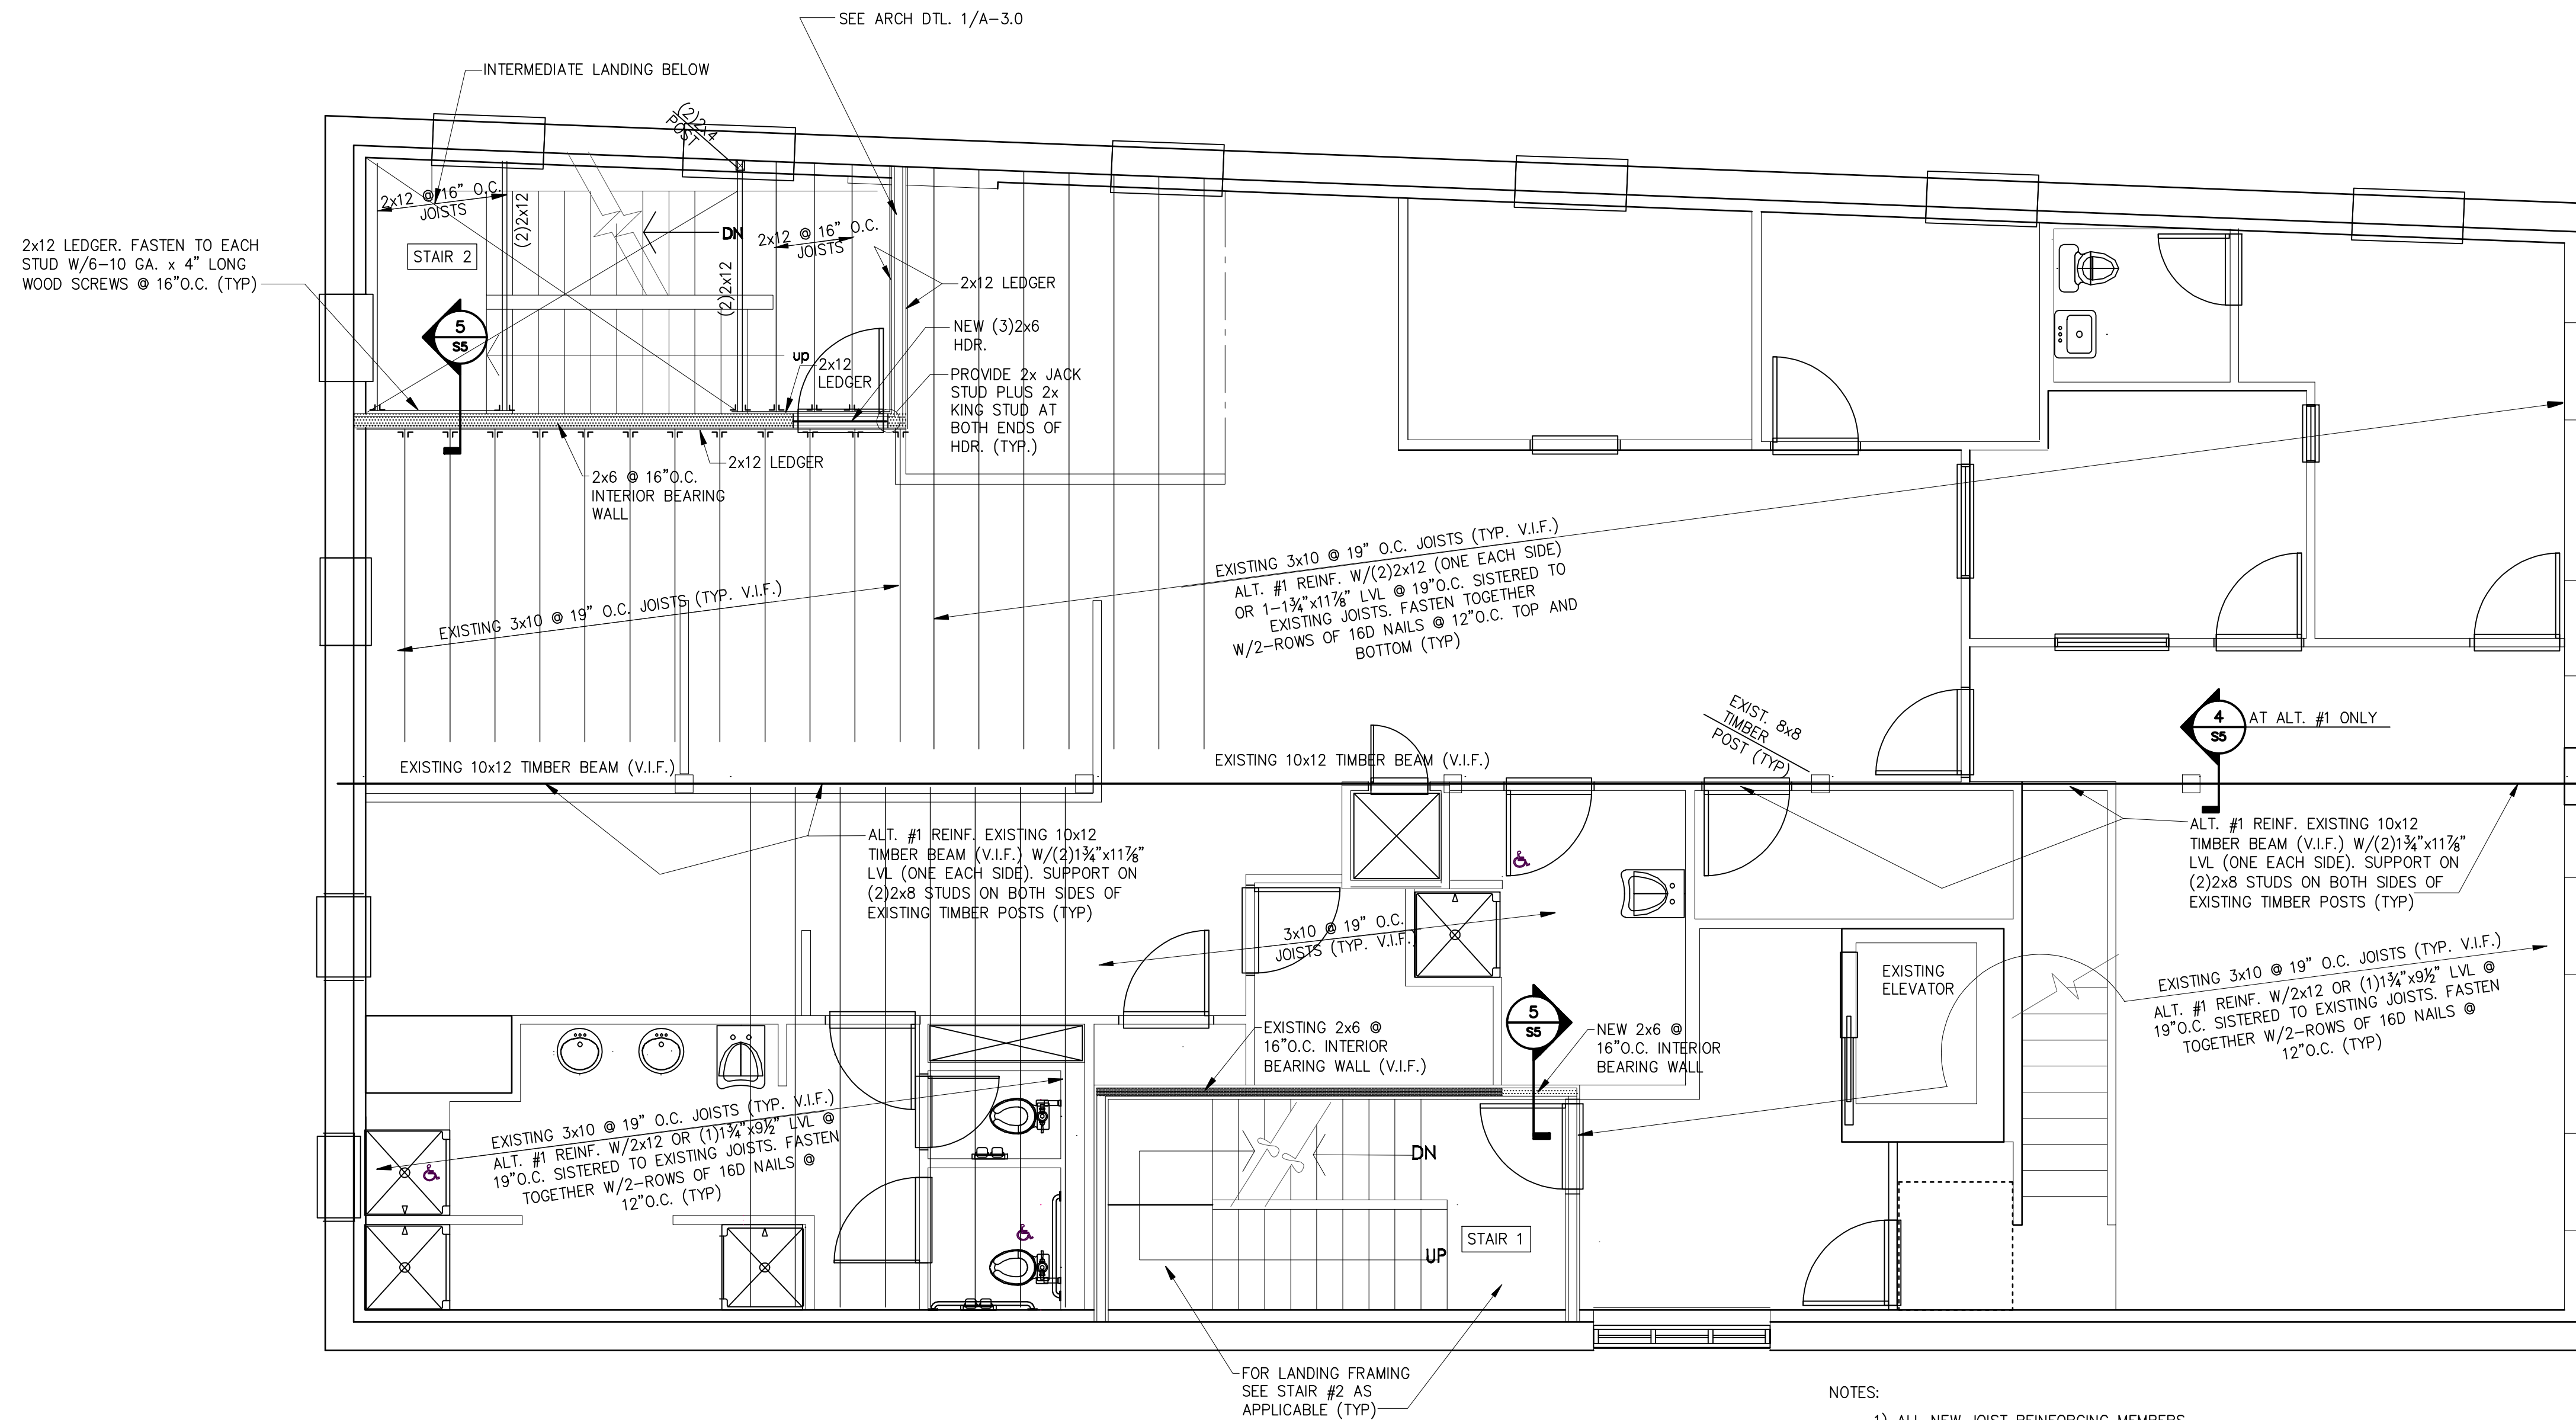 SEE ARCH DTL. 1/A-3.0
INTERMEDIATE LANDING BELOW
(2)2x4
POST
2x12 @ 16" O.C.
JOISTS
(2)2x12
DN
2x12 @ 16" O.C.
JOISTS
(2)2x12
STAIR 2
2x12 LEDGER. FASTEN TO EACH
STUD W/6-10 GA. x 4" LONG
WOOD SCREWS @ 16"O.C. (TYP)
2x12 LEDGER
5
S5
NEW (3)2x6
HDR.
up
2x12
LEDGER
PROVIDE 2x JACK
STUD PLUS 2x
KING STUD AT
BOTH ENDS OF
HDR. (TYP.)
2x12 LEDGER
2x6 @ 16"O.C.
INTERIOR BEARING
WALL
EXISTING 3x10 @ 19" O.C. JOISTS (TYP. V.I.F.)
EXISTING 3x10 @ 19" O.C. JOISTS (TYP. V.I.F.)
ALT. #1 REINF. W/(2)2x12 (ONE EACH SIDE)
OR 1-1¾"x11⅞" LVL @ 19"O.C. SISTERED TO
EXISTING JOISTS. FASTEN TOGETHER
W/2-ROWS OF 16D NAILS @ 12"O.C. TOP AND
BOTTOM (TYP)
EXIST. 8x8
TIMBER
POST (TYP)
4
S5
AT ALT. #1 ONLY
EXISTING 10x12 TIMBER BEAM (V.I.F.)
EXISTING 10x12 TIMBER BEAM (V.I.F.)
ALT. #1 REINF. EXISTING 10x12
TIMBER BEAM (V.I.F.) W/(2)1¾"x11⅞"
LVL (ONE EACH SIDE). SUPPORT ON
(2)2x8 STUDS ON BOTH SIDES OF
EXISTING TIMBER POSTS (TYP)
ALT. #1 REINF. EXISTING 10x12
TIMBER BEAM (V.I.F.) W/(2)1¾"x11⅞"
LVL (ONE EACH SIDE). SUPPORT ON
(2)2x8 STUDS ON BOTH SIDES OF
EXISTING TIMBER POSTS (TYP)
3x10 @ 19" O.C.
JOISTS (TYP. V.I.F.)
EXISTING
ELEVATOR
EXISTING 3x10 @ 19" O.C. JOISTS (TYP. V.I.F.)
ALT. #1 REINF. W/2x12 OR (1)1¾"x9½" LVL @
19"O.C. SISTERED TO EXISTING JOISTS. FASTEN
TOGETHER W/2-ROWS OF 16D NAILS @
12"O.C. (TYP)
5
S5
EXISTING 2x6 @
16"O.C. INTERIOR
BEARING WALL (V.I.F.)
NEW 2x6 @
16"O.C. INTERIOR
BEARING WALL
EXISTING 3x10 @ 19" O.C. JOISTS (TYP. V.I.F.)
ALT. #1 REINF. W/2x12 OR (1)1¾"x9½" LVL @
19"O.C. SISTERED TO EXISTING JOISTS. FASTEN
TOGETHER W/2-ROWS OF 16D NAILS @
12"O.C. (TYP)
DN
STAIR 1
UP
FOR LANDING FRAMING
SEE STAIR #2 AS
APPLICABLE (TYP)
NOTES:
1) ALL NEW JOIST REINFORCING MEMBERS